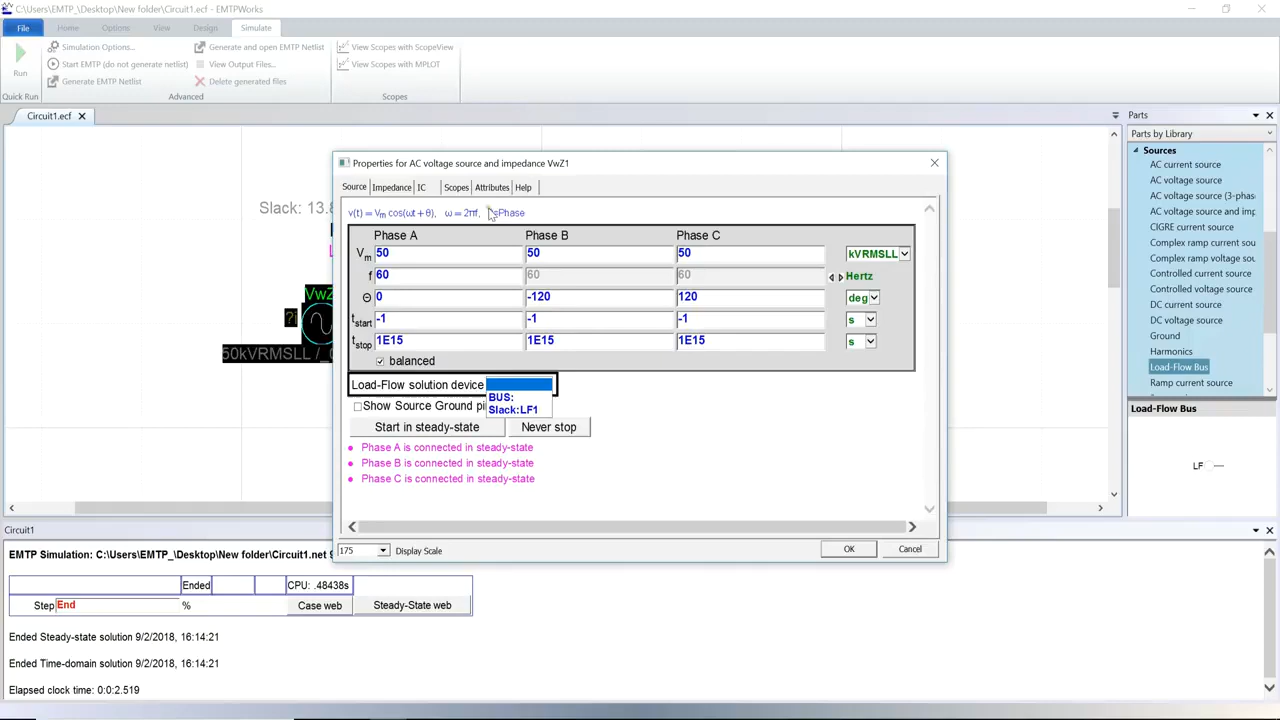 C:\Users\EMTP_\Desktop\New folder\Circuit1.ecf - EMTPWorks
File Home Options View Design Simulate
Run
Quick Run
Simulation Options...
Start EMTP (do not generate netlist)
Generate EMTP Netlist
Generate and open EMTP Netlist
View Output Files...
Delete generated files
Advanced
View Scopes with ScopeView
View Scopes with MPLOT
Scopes
Circuit1.ecf
Slack: 13.8
VwZ
?i
50kVRMSLL /_
Properties for AC voltage source and impedance VwZ1
Source Impedance IC Scopes Attributes Help
v(t) = Vm cos(ωt + θ), ω = 2πf,
Phase A Phase B Phase C
Vm 50 50 50 kVRMSLL
f 60 60 60 Hertz
Θ 0 -120 120 deg
tstart -1 -1 -1 s
tstop 1E15 1E15 1E15 s
balanced
Load-Flow solution device
BUS:
Slack:LF1
Show Source Ground pi
Start in steady-state Never stop
Phase A is connected in steady-state
Phase B is connected in steady-state
Phase C is connected in steady-state
175 Display Scale
OK Cancel
Parts
Parts by Library
Sources
AC current source
AC voltage source
AC voltage source (3-phase
AC voltage source and imp
CIGRE current source
Complex ramp current sour
Complex ramp voltage sou
Controlled current source
Controlled voltage source
DC current source
DC voltage source
Ground
Harmonics
Load-Flow Bus
Ramp current source
Load-Flow Bus
LF
Circuit1
EMTP Simulation: C:\Users\EMTP_\Desktop\New folder\Circuit1.net 9
Ended CPU: .48438s
Step End % Case web Steady-State web
Ended Steady-state solution 9/2/2018, 16:14:21
Ended Time-domain solution 9/2/2018, 16:14:21
Elapsed clock time: 0:0:2.519